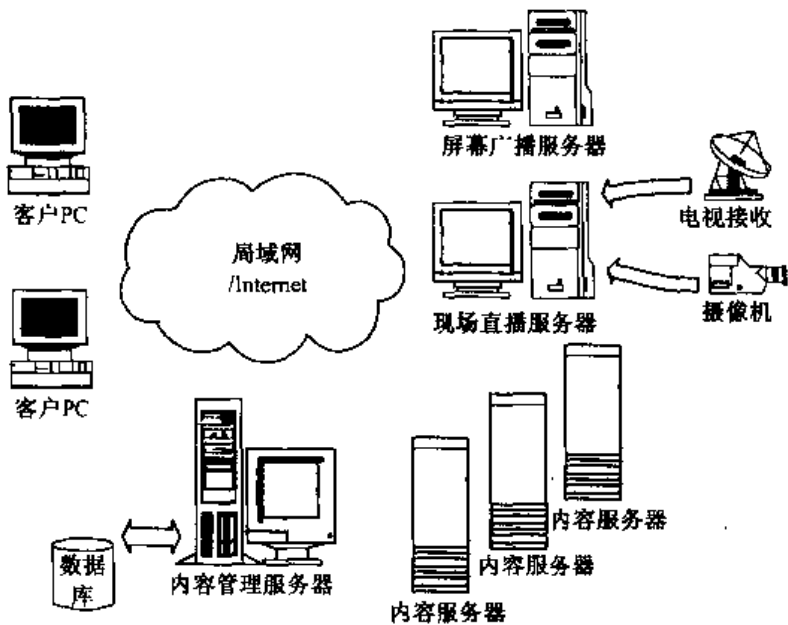 屏幕广播服务器
客户PC
电视接收
局域网
/Internet
摄像机
现场直播服务器
客户PC
内容服务器
数据
库
内容服务器
内容管理服务器
内容服务器